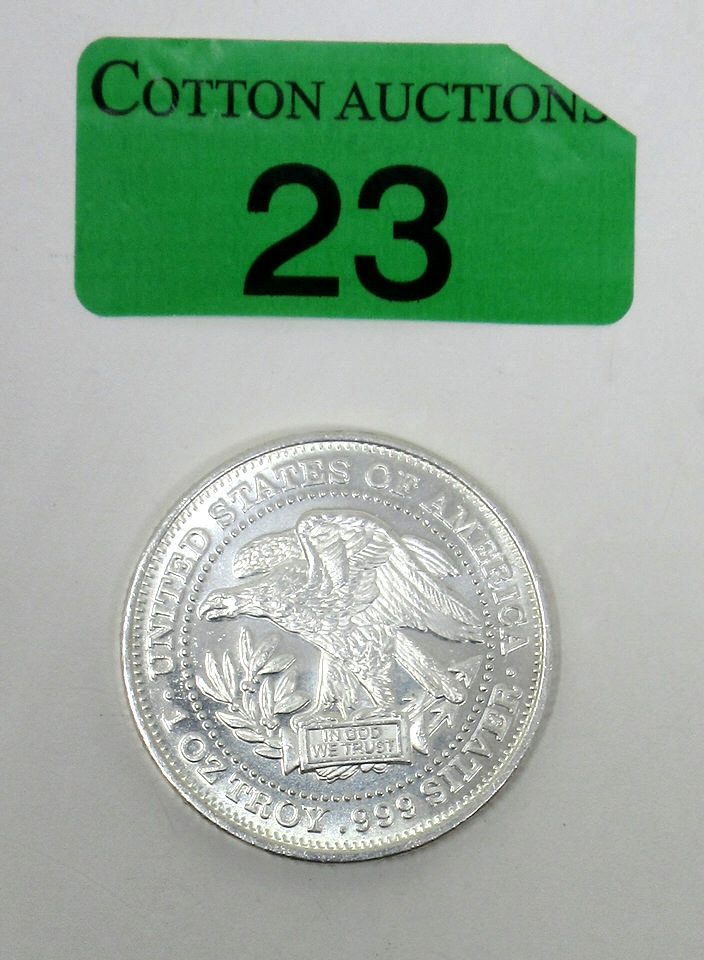 COTTON AUCTIONS
23
UNITED STATES OF AMERICA
IN GOD
WE TRUST
1 OZ TROY .999 SILVER